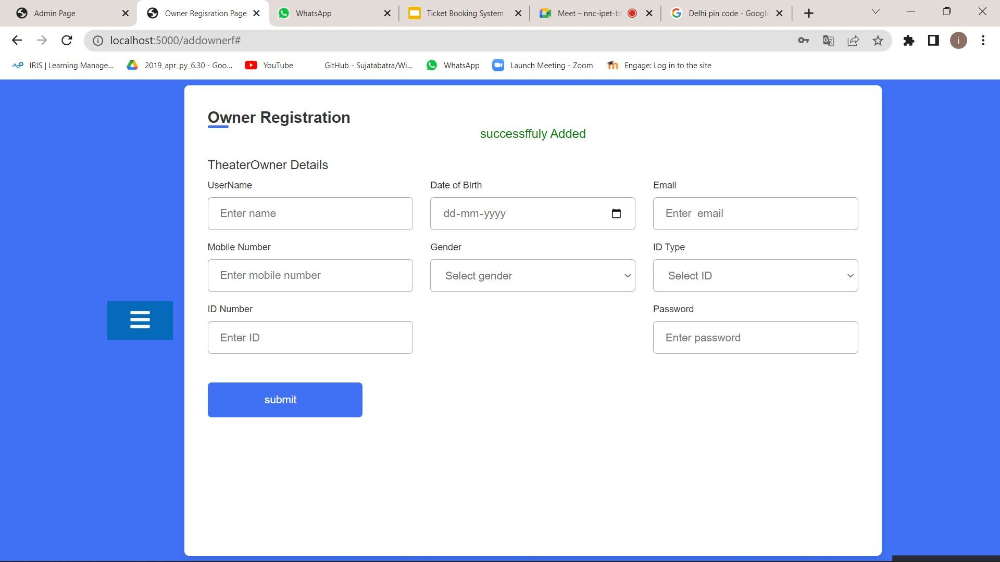 Admin Page
Owner Regisration Page
WhatsApp
Ticket Booking System -
Meet – nnc-ipet-bf
Delhi pin code - Google
localhost:5000/addownerf#
i
IRIS | Learning Manage...
2019_apr_py_6.30 - Goo...
YouTube
GitHub - Sujatabatra/Wi...
WhatsApp
Launch Meeting - Zoom
Engage: Log in to the site
Owner Registration
successffuly Added
TheaterOwner Details
UserName
Date of Birth
Email
Enter name
dd-mm-yyyy
Enter email
Mobile Number
Gender
ID Type
Enter mobile number
Select gender
Select ID
ID Number
Password
Enter ID
Enter password
submit